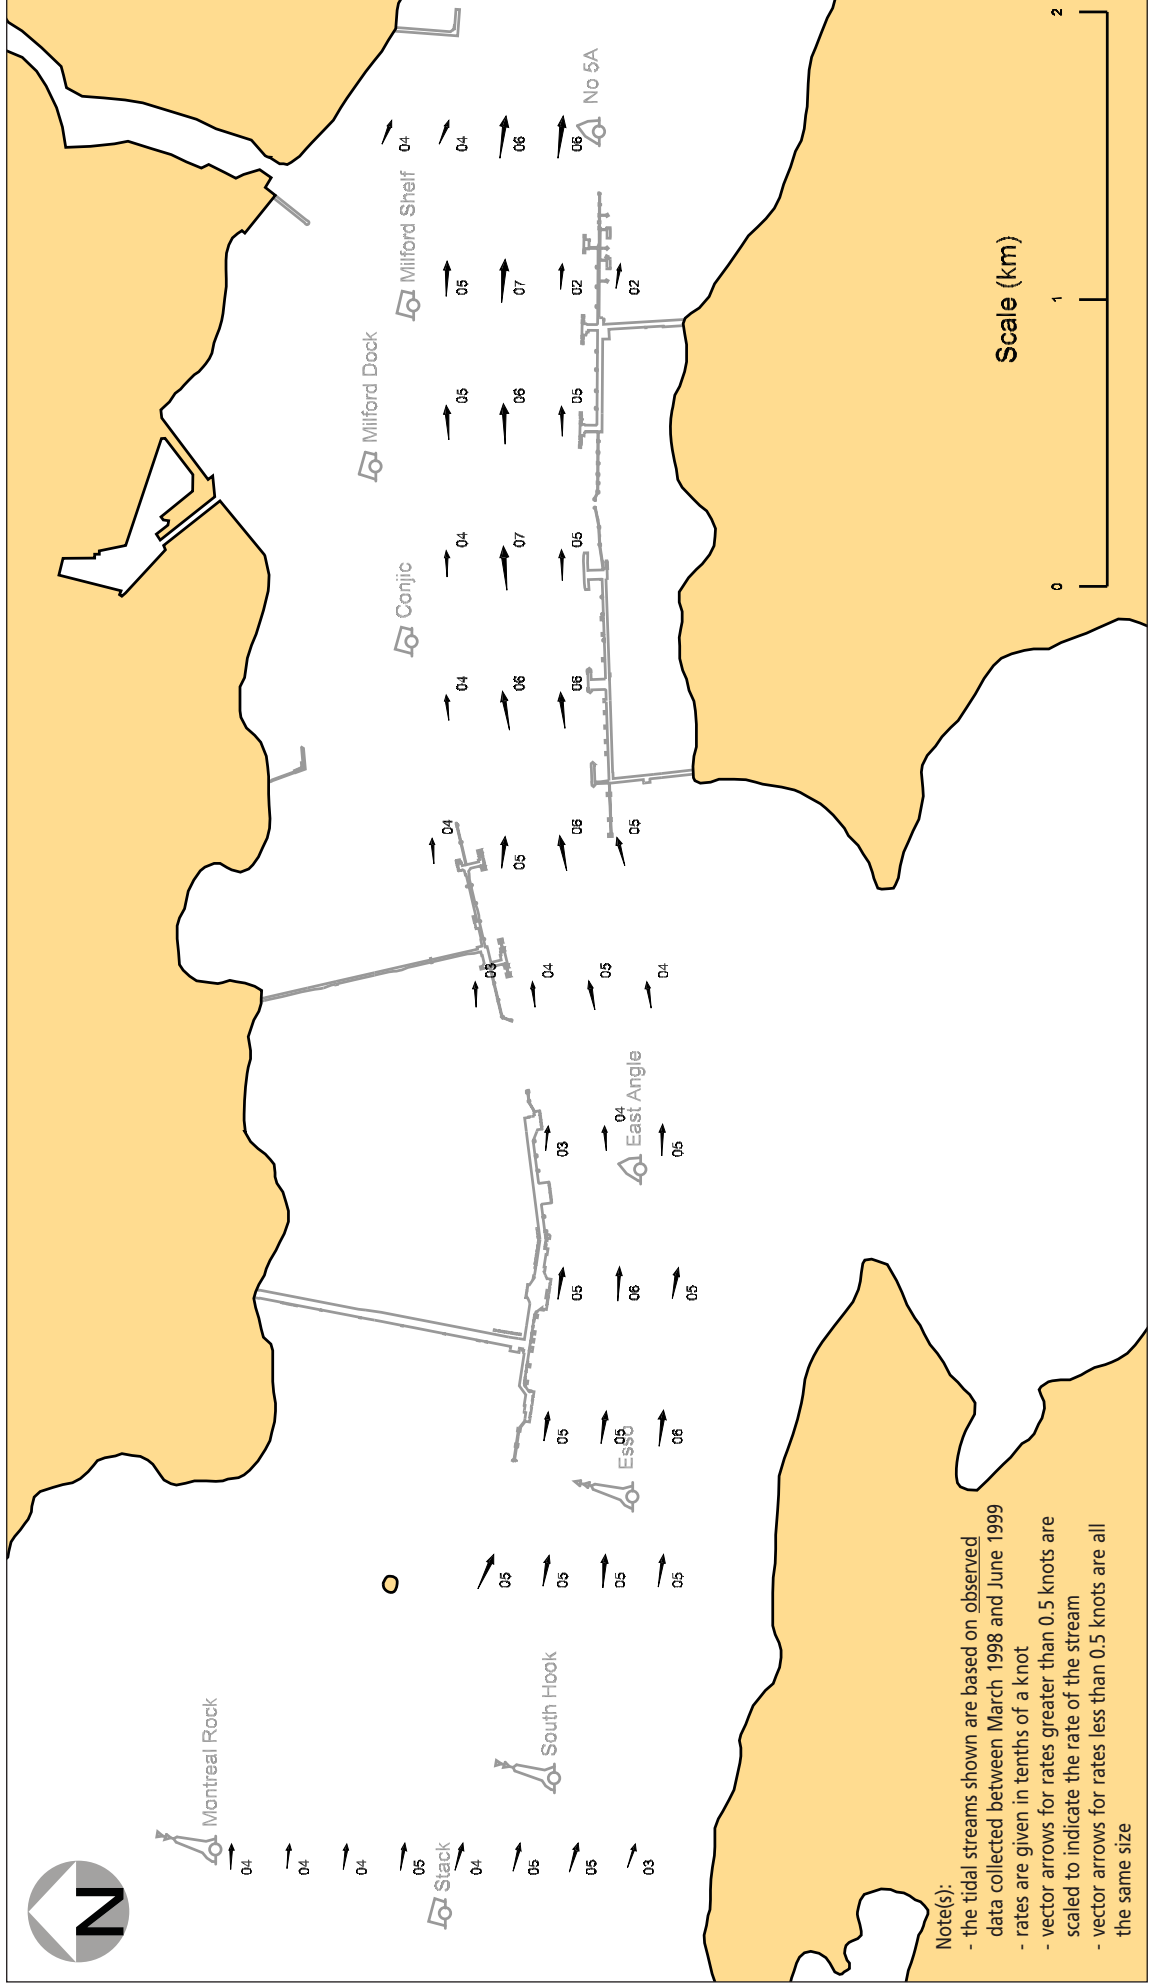 N
Montreal Rock
04
04
04
05
04
Stack
05
05
03
South Hook
05
05
05
05
05
05
06
Esso
05
06
05
03
04
05
East Angle
03
04
05
04
04
05
06
05
04
06
06
Conjic
04
07
05
Milford Dock
05
06
05
Milford Shelf
05
07
02
02
04
04
06
06
No 5A
Note(s):
- the tidal streams shown are based on observed
data collected between March 1998 and June 1999
- rates are given in tenths of a knot
- vector arrows for rates greater than 0.5 knots are
scaled to indicate the rate of the stream
- vector arrows for rates less than 0.5 knots are all
the same size
Scale (km)
0 1 2